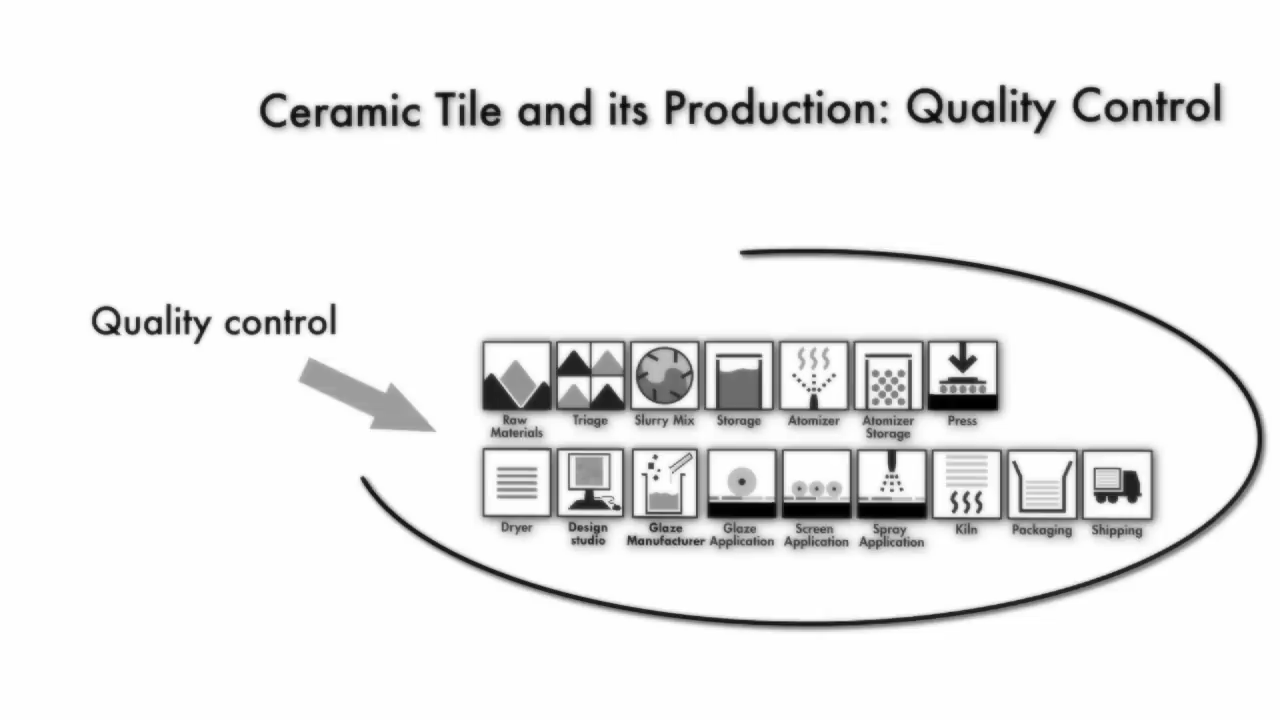 Ceramic Tile and its Production: Quality Control
Quality control
Raw
Materials
Triage
Slurry Mix
Storage
Atomizer
Atomizer
Storage
Press
Dryer
Design
studio
Glaze
Manufacturer
Glaze
Application
Screen
Application
Spray
Application
Kiln
Packaging
Shipping